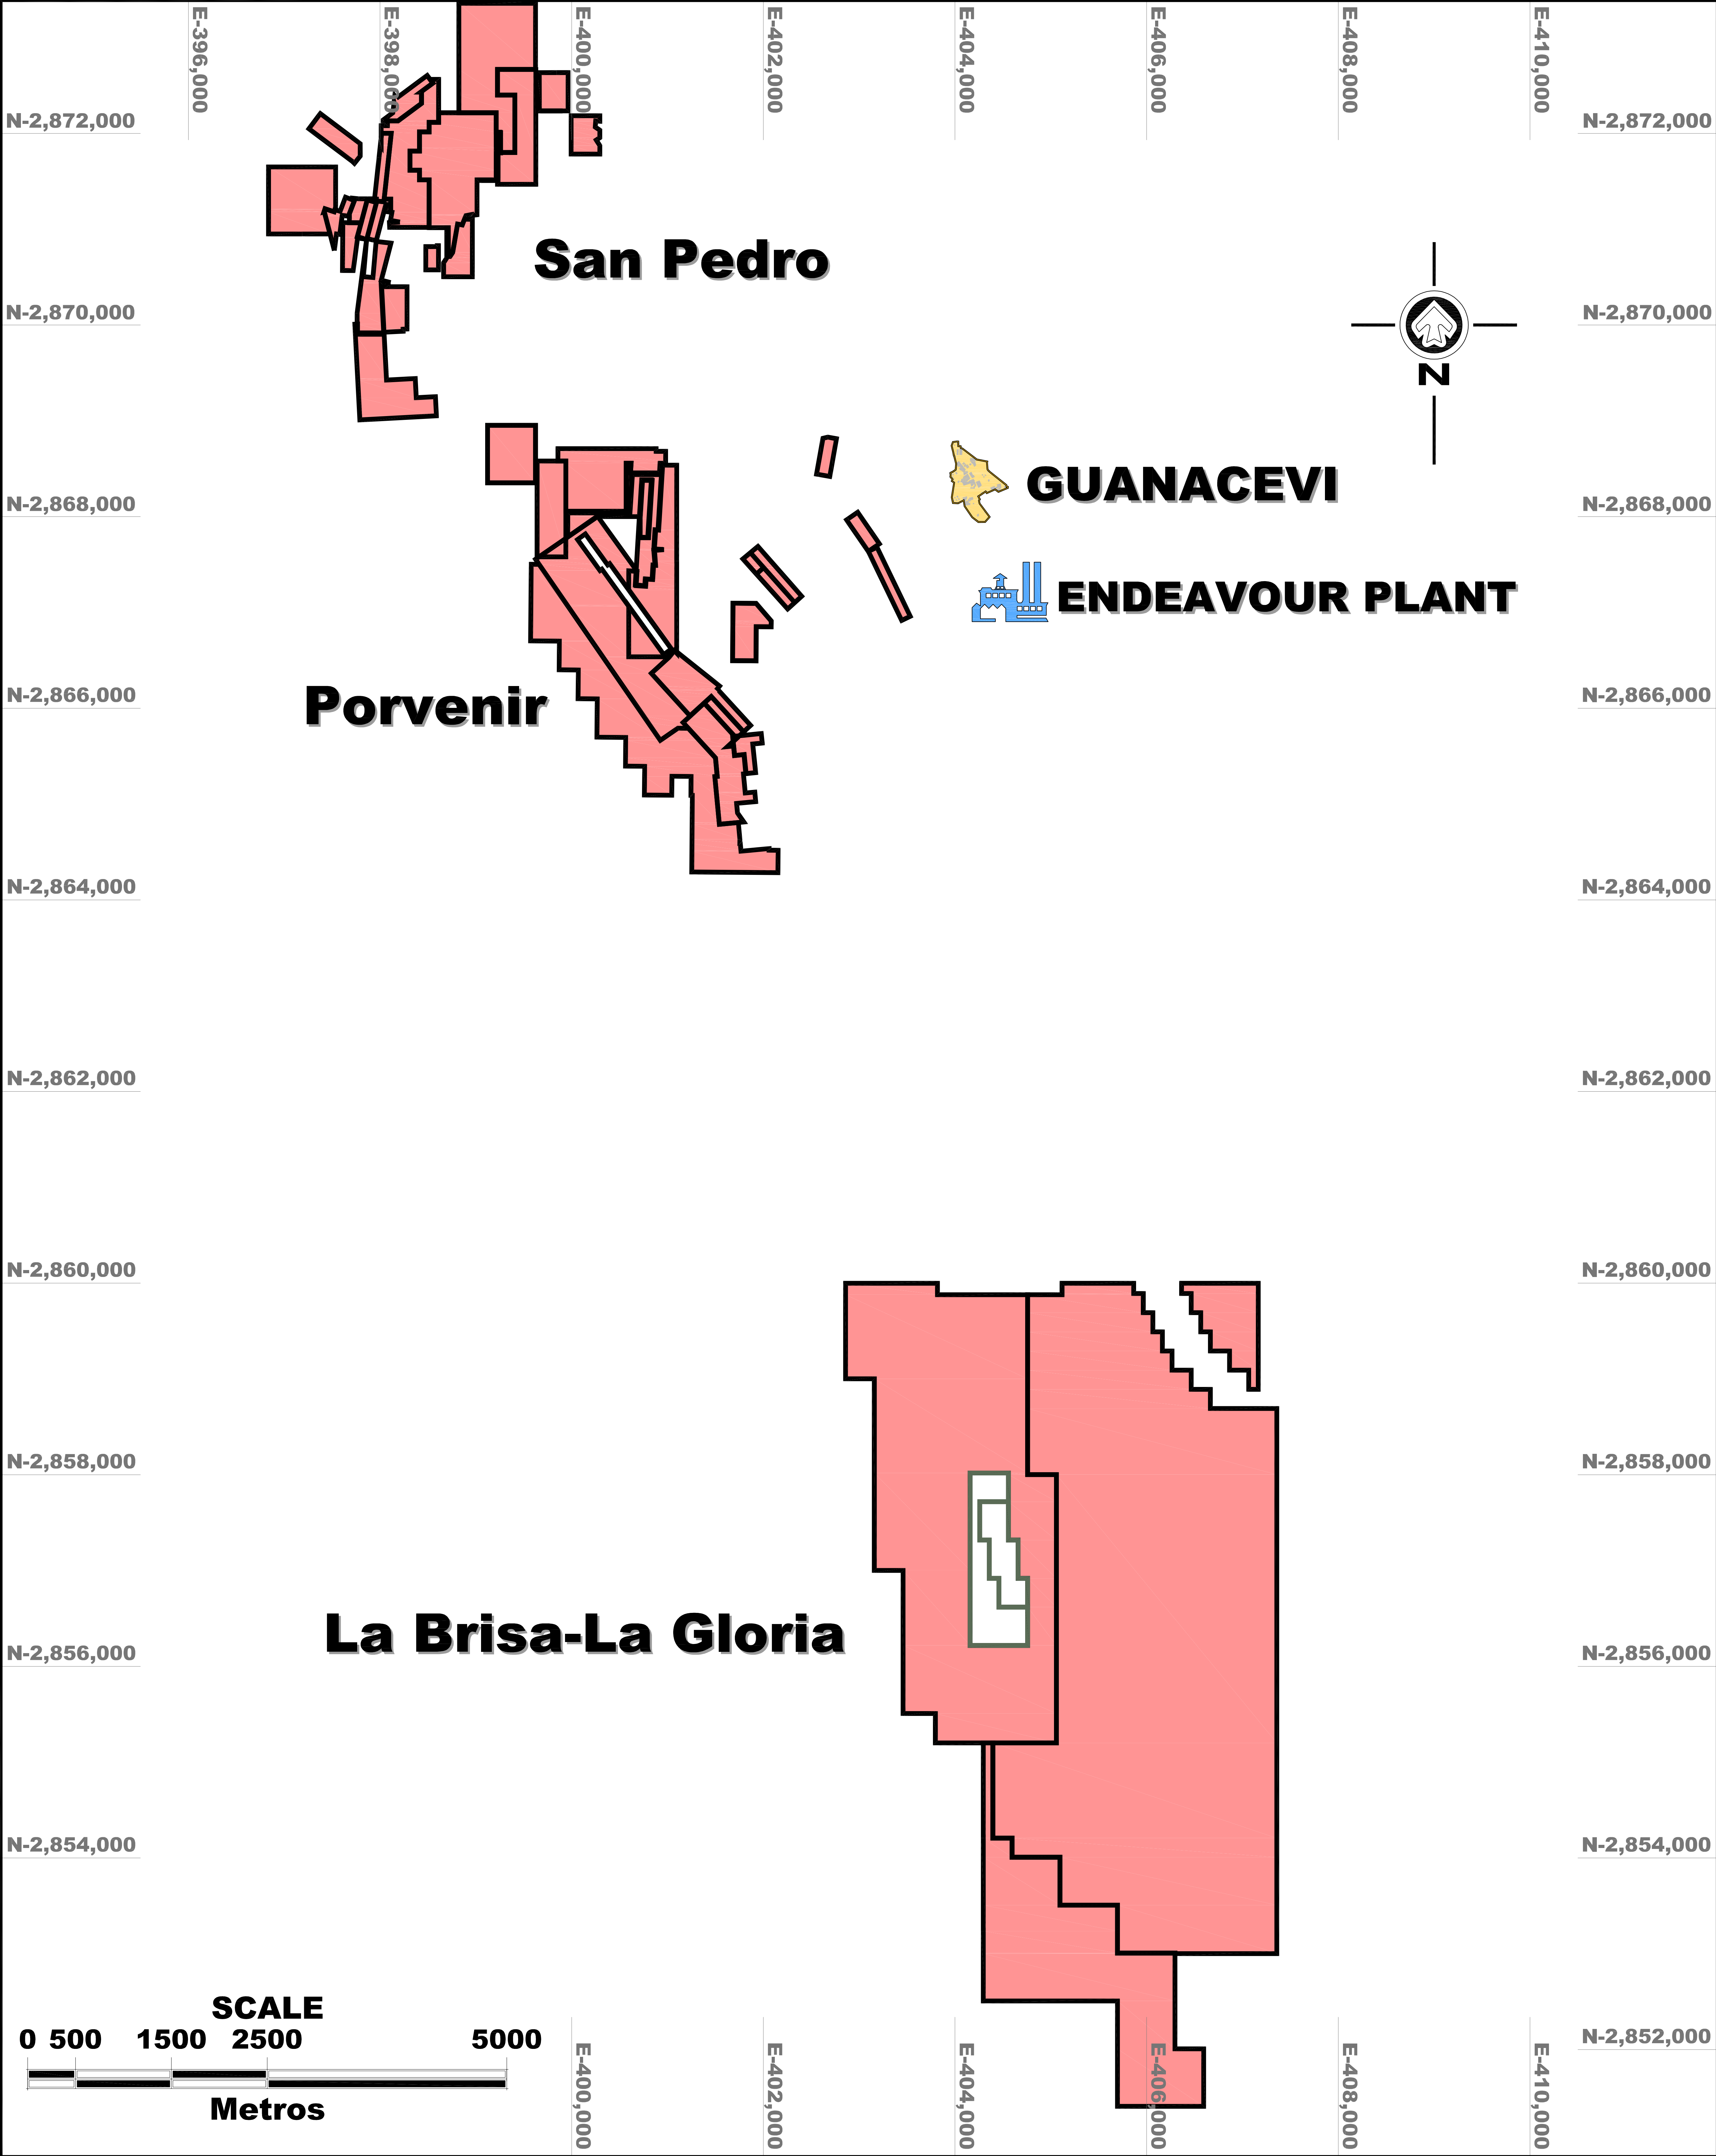 E-396,000
E-398,000
E-400,000
E-402,000
E-404,000
E-406,000
E-408,000
E-410,000
N-2,872,000
N-2,872,000
San Pedro
N-2,870,000
N-2,870,000
N
GUANACEVI
N-2,868,000
N-2,868,000
ENDEAVOUR PLANT
Porvenir
N-2,866,000
N-2,866,000
N-2,864,000
N-2,864,000
N-2,862,000
N-2,862,000
N-2,860,000
N-2,860,000
N-2,858,000
N-2,858,000
La Brisa-La Gloria
N-2,856,000
N-2,856,000
N-2,854,000
N-2,854,000
SCALE
0 500 1500 2500 5000
Metros
N-2,852,000
E-400,000
E-402,000
E-404,000
E-406,000
E-408,000
E-410,000